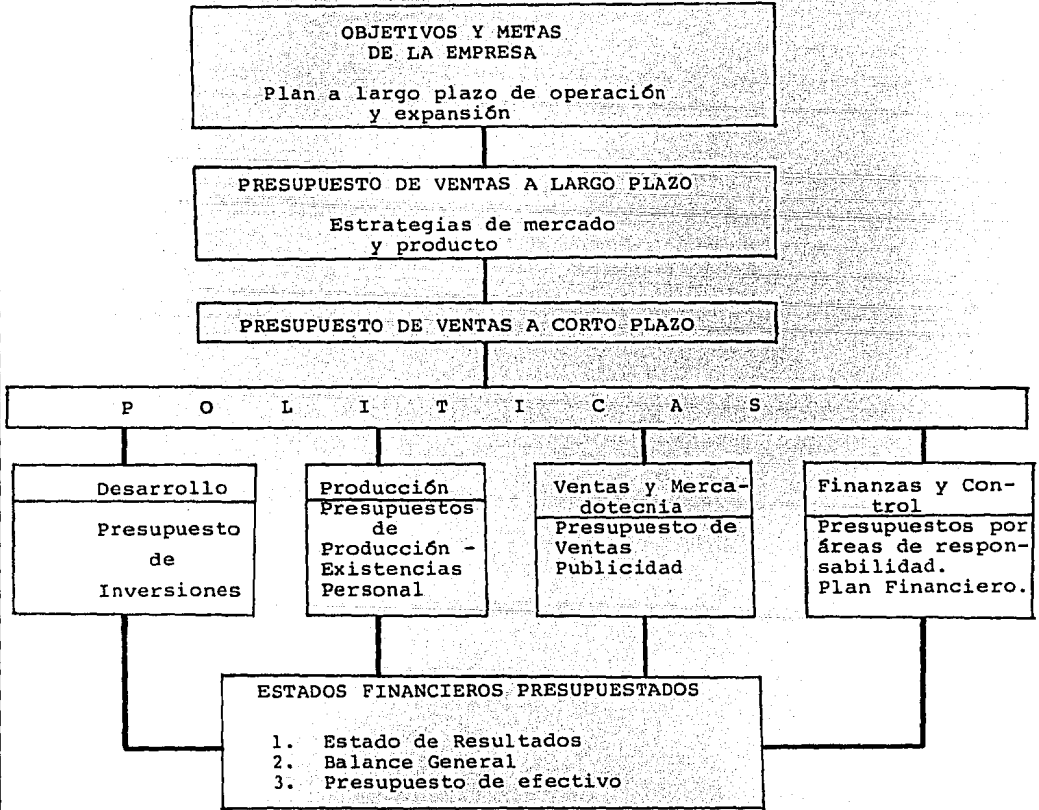 OBJETIVOS Y METAS
DE LA EMPRESA
Plan a largo plazo de operación
y expansión
PRESUPUESTO DE VENTAS A LARGO PLAZO
Estrategias de mercado
y producto
PRESUPUESTO DE VENTAS A CORTO PLAZO
P O L I T I C A S
Desarrollo
Presupuesto
de
Inversiones
Producción
Presupuestos
de
Producción -
Existencias
Personal
Ventas y Merca-
dotecnia
Presupuesto de
Ventas
Publicidad
Finanzas y Con-
trol
Presupuestos por
áreas de respon-
sabilidad.
Plan Financiero.
ESTADOS FINANCIEROS PRESUPUESTADOS
1. Estado de Resultados
2. Balance General
3. Presupuesto de efectivo